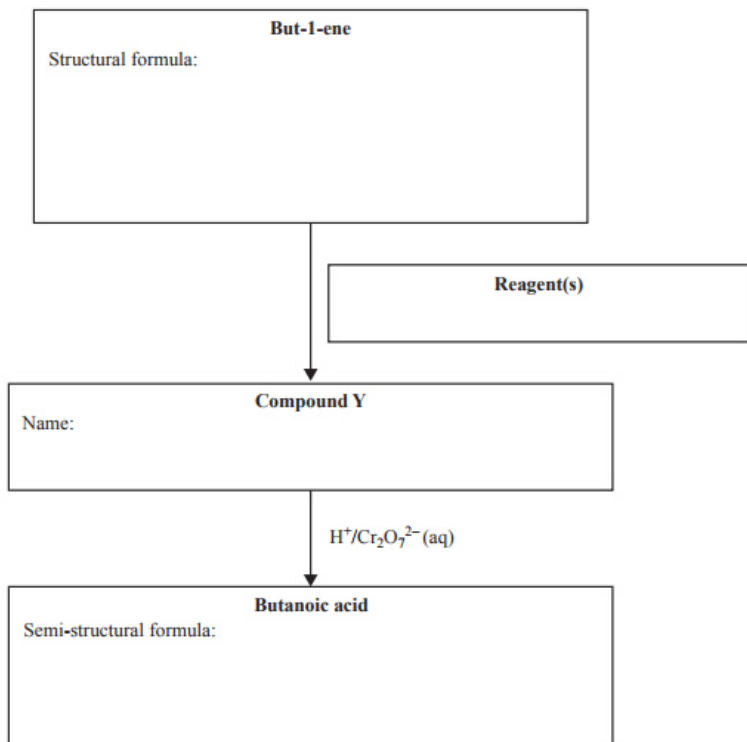 But-1-ene
Structural formula:
Reagent(s)
Compound Y
Name:
H⁺/Cr₂O₇²⁻(aq)
Butanoic acid
Semi-structural formula: